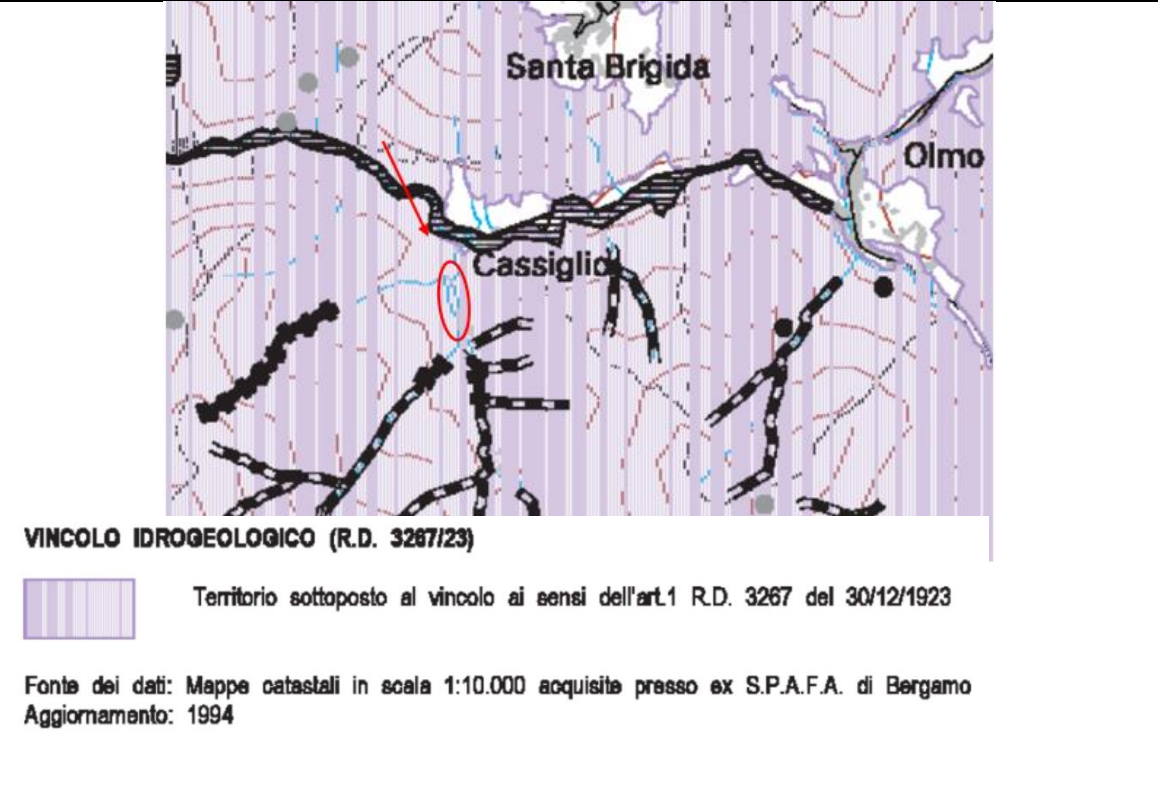 Santa Brigida
Olmo
Cassiglio
VINCOLO IDROGEOLOGICO (R.D. 3267/23)
Territorio sottoposto al vincolo ai sensi dell'art.1 R.D. 3267 del 30/12/1923
Fonte dei dati: Mappe catastali in scala 1:10.000 acquisite presso ex S.P.A.F.A. di Bergamo
Aggiornamento: 1994